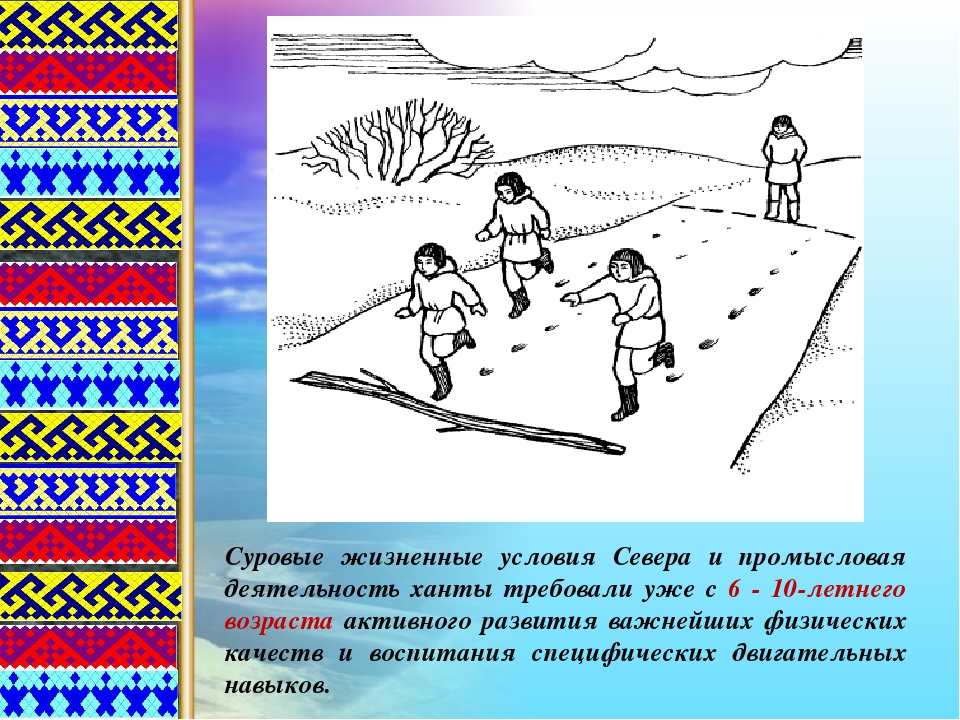 Суровые жизненные условия Севера и промысловая
деятельность ханты требовали уже с 6 - 10-летнего
возраста активного развития важнейших физических
качеств и воспитания специфических двигательных
навыков.